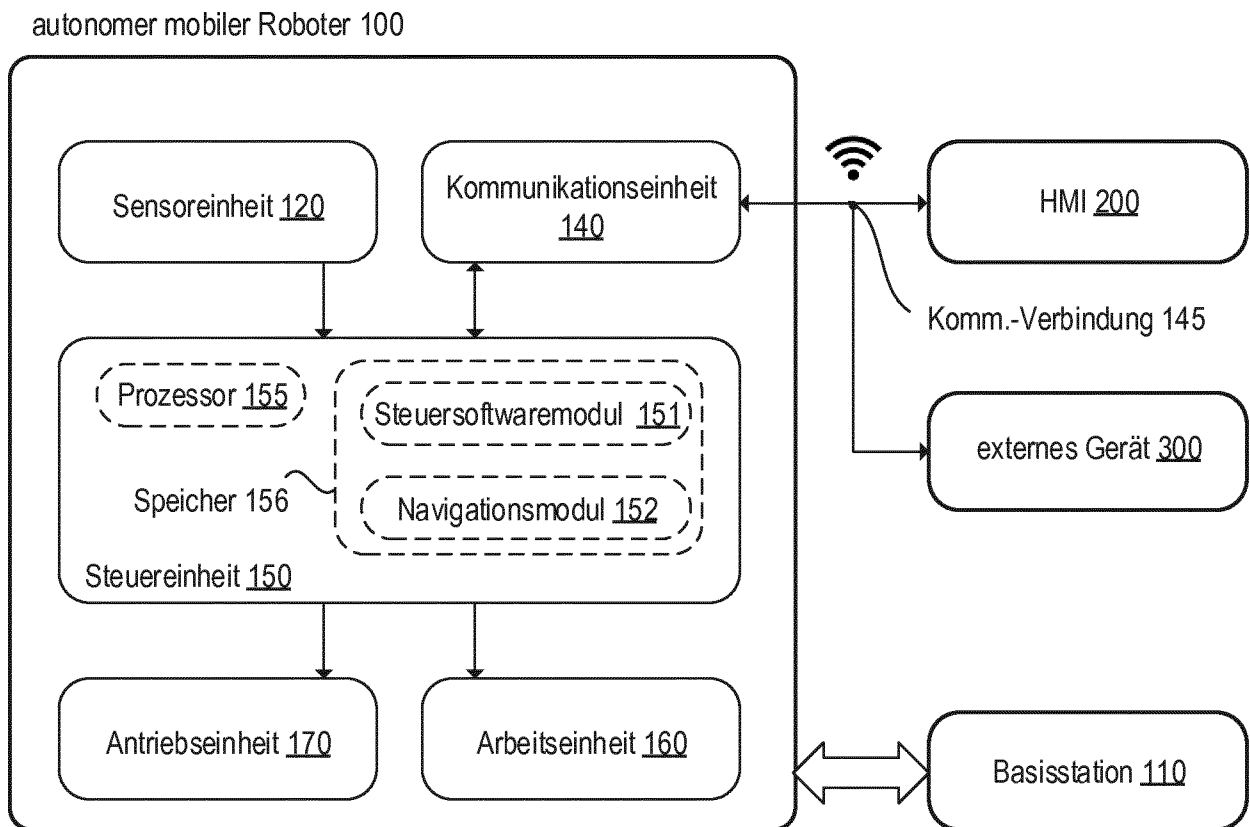 autonomer mobiler Roboter 100
Sensoreinheit 120
Kommunikationseinheit
140
HMI 200
Komm.-Verbindung 145
Prozessor 155
Steuersoftwaremodul 151
externes Gerät 300
Speicher 156
Navigationsmodul 152
Steuereinheit 150
Antriebseinheit 170
Arbeitseinheit 160
Basisstation 110